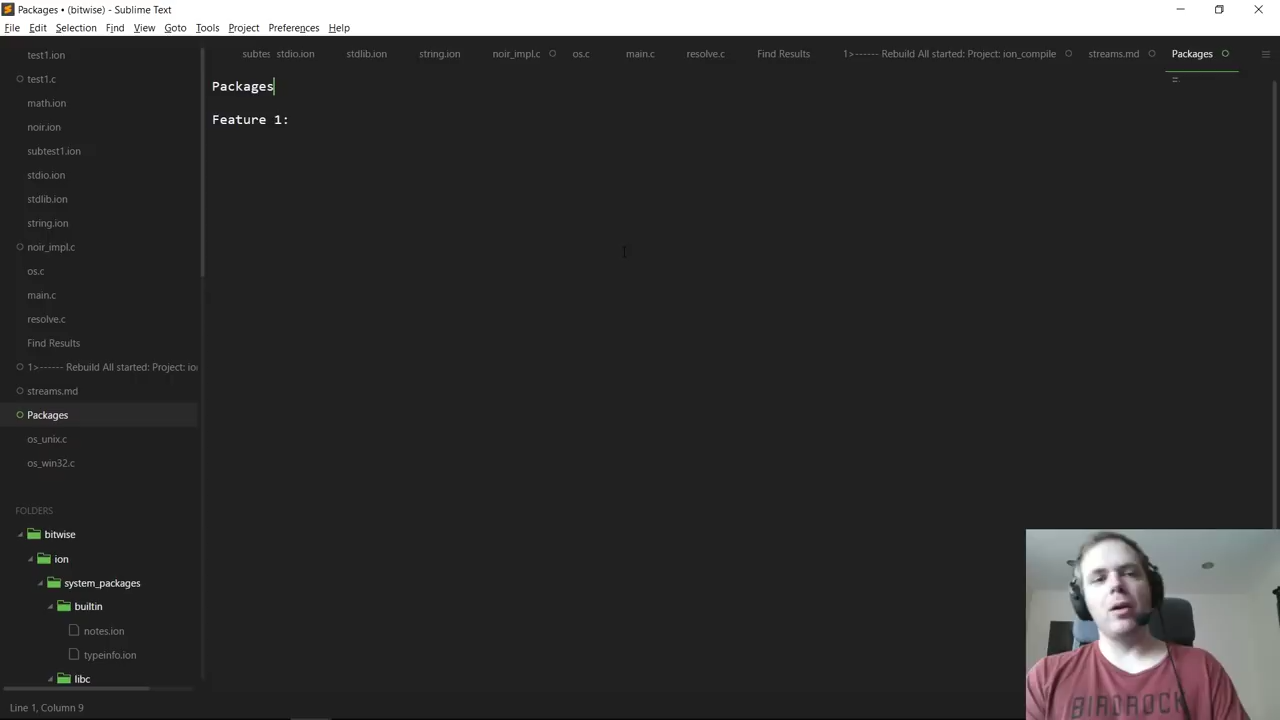 Packages • (bitwise) - Sublime Text
File Edit Selection Find View Goto Tools Project Preferences Help
subtes stdio.ion stdlib.ion string.ion noir_impl.c os.c main.c resolve.c Find Results 1>------ Rebuild All started: Project: ion_compile streams.md Packages
test1.ion
test1.c
math.ion
noir.ion
subtest1.ion
stdio.ion
stdlib.ion
string.ion
noir_impl.c
os.c
main.c
resolve.c
Find Results
1>------ Rebuild All started: Project: ion
streams.md
Packages
os_unix.c
os_win32.c
FOLDERS
bitwise
ion
system_packages
builtin
notes.ion
typeinfo.ion
libc
Packages
Feature 1:
BIRDROCK
Line 1, Column 9